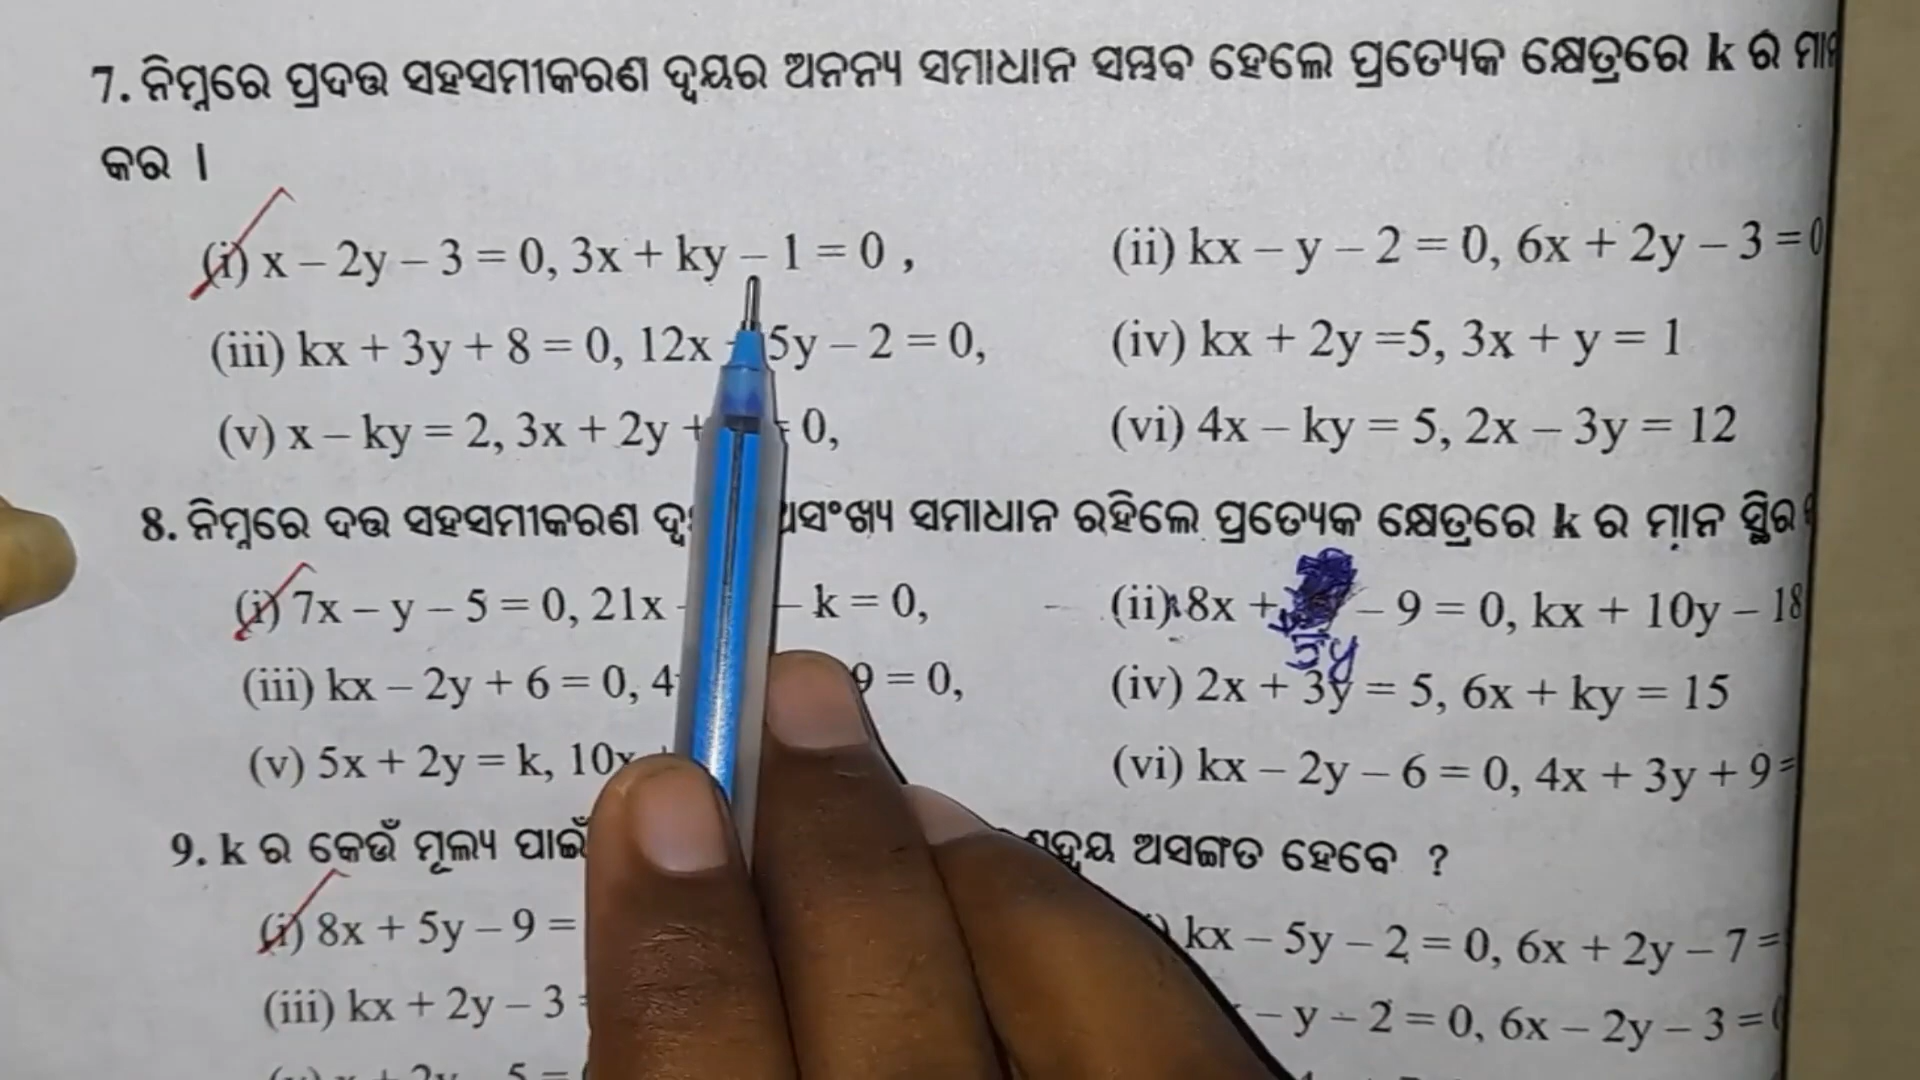 7. ନିମ୍ନରେ ପ୍ରଦତ୍ତ ସହସମୀକରଣ ଦ୍ୱୟର ଅନନ୍ୟ ସମାଧାନ ସମ୍ଭବ ହେଲେ ପ୍ରତ୍ୟେକ କ୍ଷେତ୍ରରେ k ର
କର ।
(i) x – 2y – 3 = 0, 3x + ky – 1 = 0 , (ii) kx – y – 2 = 0, 6x + 2y – 3 = 0
(iii) kx + 3y + 8 = 0, 12x 5y – 2 = 0, (iv) kx + 2y =5, 3x + y = 1
(v) x – ky = 2, 3x + 2y + = 0, (vi) 4x – ky = 5, 2x – 3y = 12
8. ନିମ୍ନରେ ଦତ୍ତ ସହସମୀକରଣ ସମାଧାନ ରହିଲେ ପ୍ରତ୍ୟେକ କ୍ଷେତ୍ରରେ k ର ମାନ ସ୍ଥିର
(i) 7x – y – 5 = 0, 21x – k = 0, (ii) 8x + – 9 = 0, kx + 10y – 18
5y
(iii) kx – 2y + 6 = 0, 4 9 = 0, (iv) 2x + 3y = 5, 6x + ky = 15
(v) 5x + 2y = k, 10x (vi) kx – 2y – 6 = 0, 4x + 3y + 9 =
9. k ର କେଉଁ ମୂଲ୍ୟ ପାଇଁ ଅସଙ୍ଗତ ହେବେ ?
(i) 8x + 5y – 9 = kx – 5y – 2 = 0, 6x + 2y – 7 =
(iii) kx + 2y – 3 – y – 2 = 0, 6x – 2y – 3 =